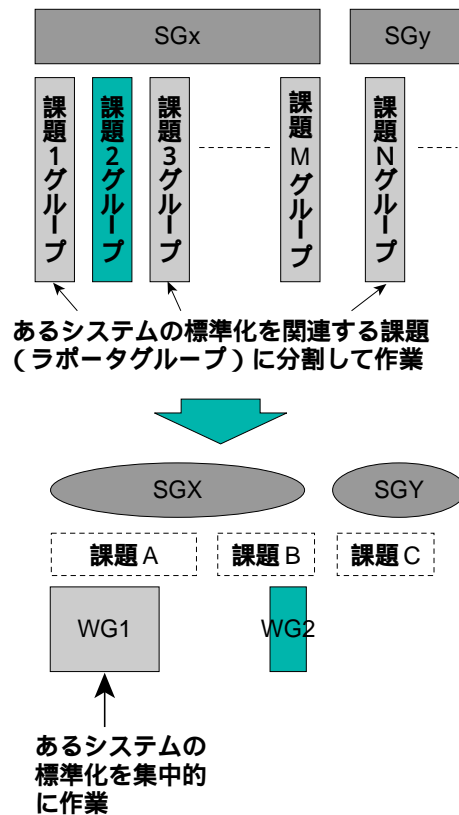 SGx
SGy
課題1グループ
課題2グループ
課題3グループ
課題Mグループ
課題Nグループ
あるシステムの標準化を関連する課題
(ラポータグループ)に分割して作業
SGX
SGY
課題A
課題B
課題C
WG1
WG2
あるシステムの
標準化を集中的
に作業